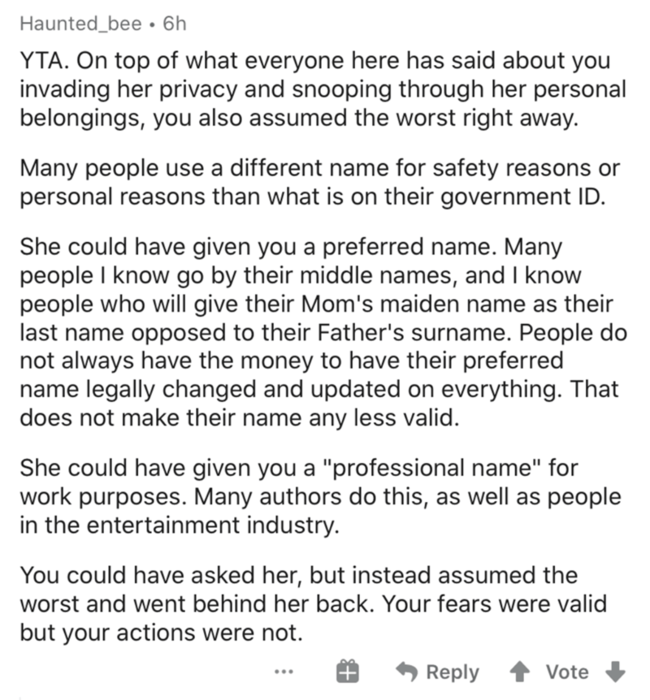 Haunted_bee • 6h
YTA. On top of what everyone here has said about you
invading her privacy and snooping through her personal
belongings, you also assumed the worst right away.
Many people use a different name for safety reasons or
personal reasons than what is on their government ID.
She could have given you a preferred name. Many
people I know go by their middle names, and I know
people who will give their Mom's maiden name as their
last name opposed to their Father's surname. People do
not always have the money to have their preferred
name legally changed and updated on everything. That
does not make their name any less valid.
She could have given you a "professional name" for
work purposes. Many authors do this, as well as people
in the entertainment industry.
You could have asked her, but instead assumed the
worst and went behind her back. Your fears were valid
but your actions were not.
Reply Vote